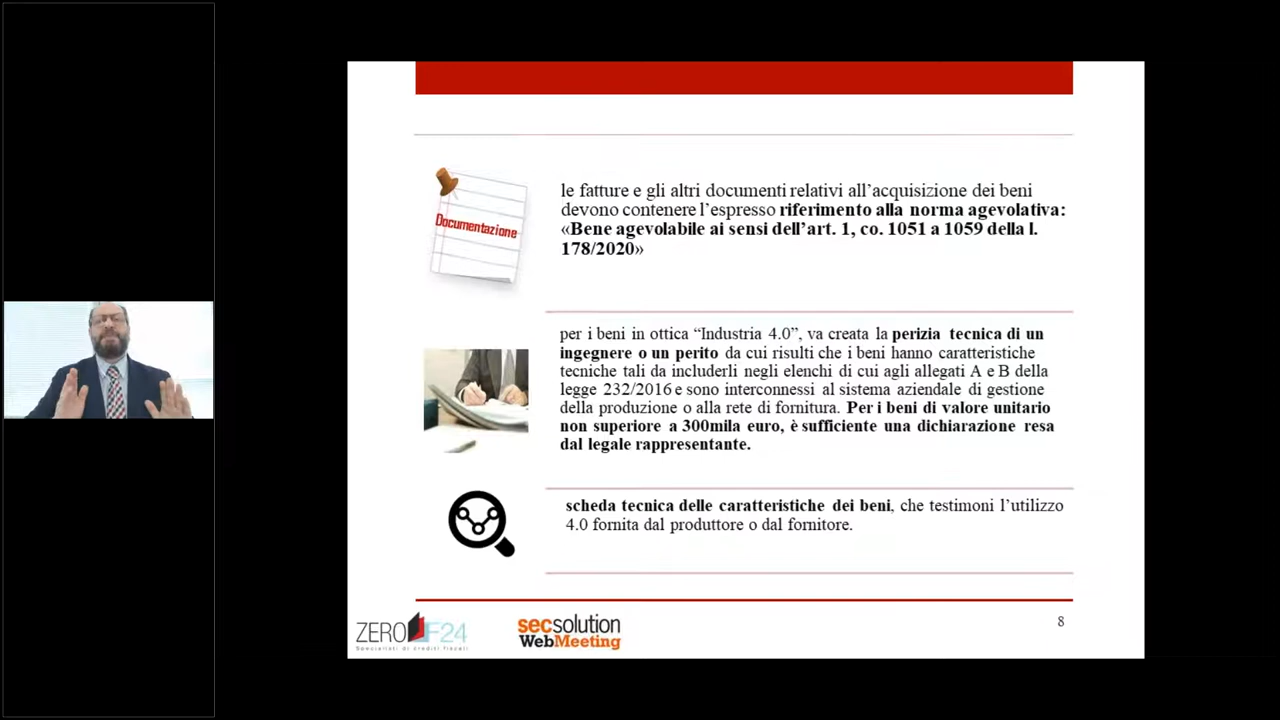 Documentazione
le fatture e gli altri documenti relativi all’acquisizione dei beni
devono contenere l’espresso riferimento alla norma agevolativa:
«Bene agevolabile ai sensi dell’art. 1, co. 1051 a 1059 della l.
178/2020»
per i beni in ottica “Industria 4.0”, va creata la perizia tecnica di un
ingegnere o un perito da cui risulti che i beni hanno caratteristiche
tecniche tali da includerli negli elenchi di cui agli allegati A e B della
legge 232/2016 e sono interconnessi al sistema aziendale di gestione
della produzione o alla rete di fornitura. Per i beni di valore unitario
non superiore a 300mila euro, è sufficiente una dichiarazione resa
dal legale rappresentante.
scheda tecnica delle caratteristiche dei beni, che testimoni l’utilizzo
4.0 fornita dal produttore o dal fornitore.
ZERO F24
Specialisti di crediti fiscali
secsolution
WebMeeting
8